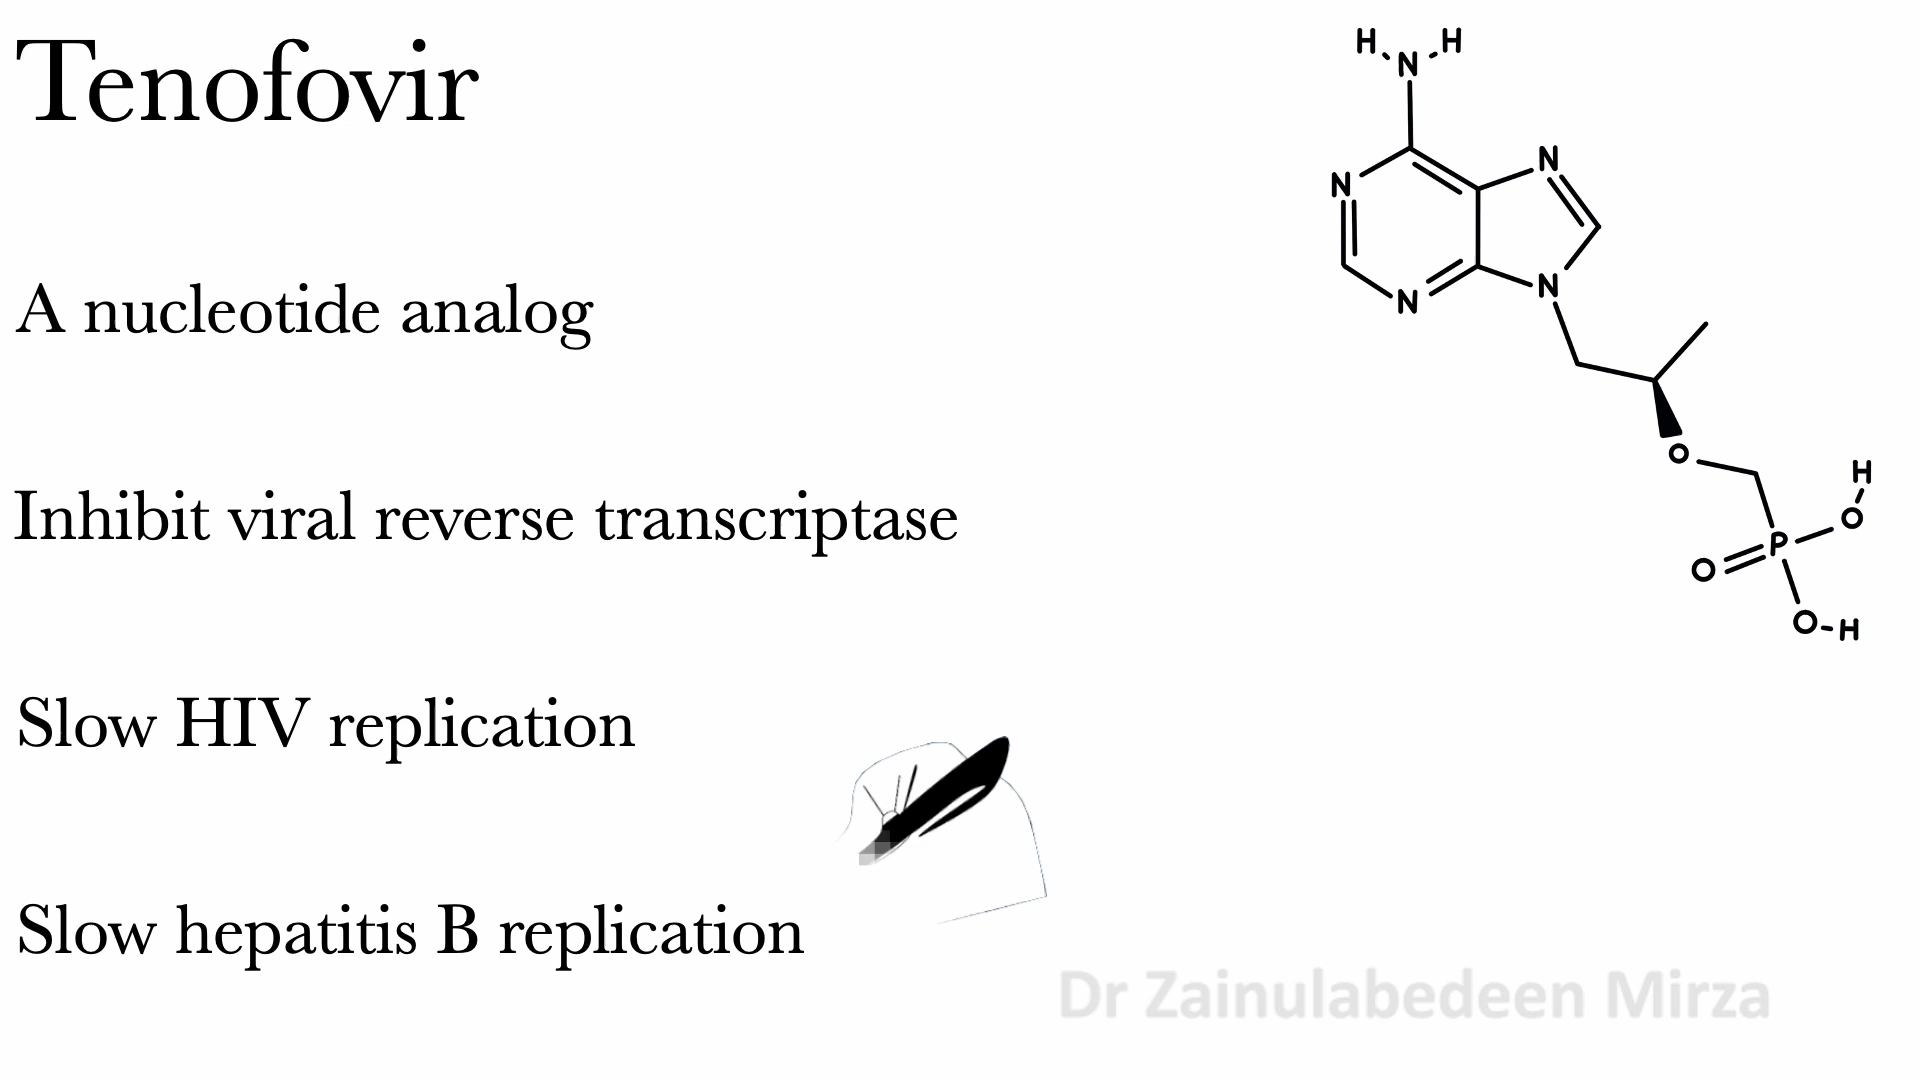 Tenofovir
A nucleotide analog
Inhibit viral reverse transcriptase
Slow HIV replication
Slow hepatitis B replication
H N H
N N
N N
O
H
O P O
O-H
Dr Zainulabedeen Mirza